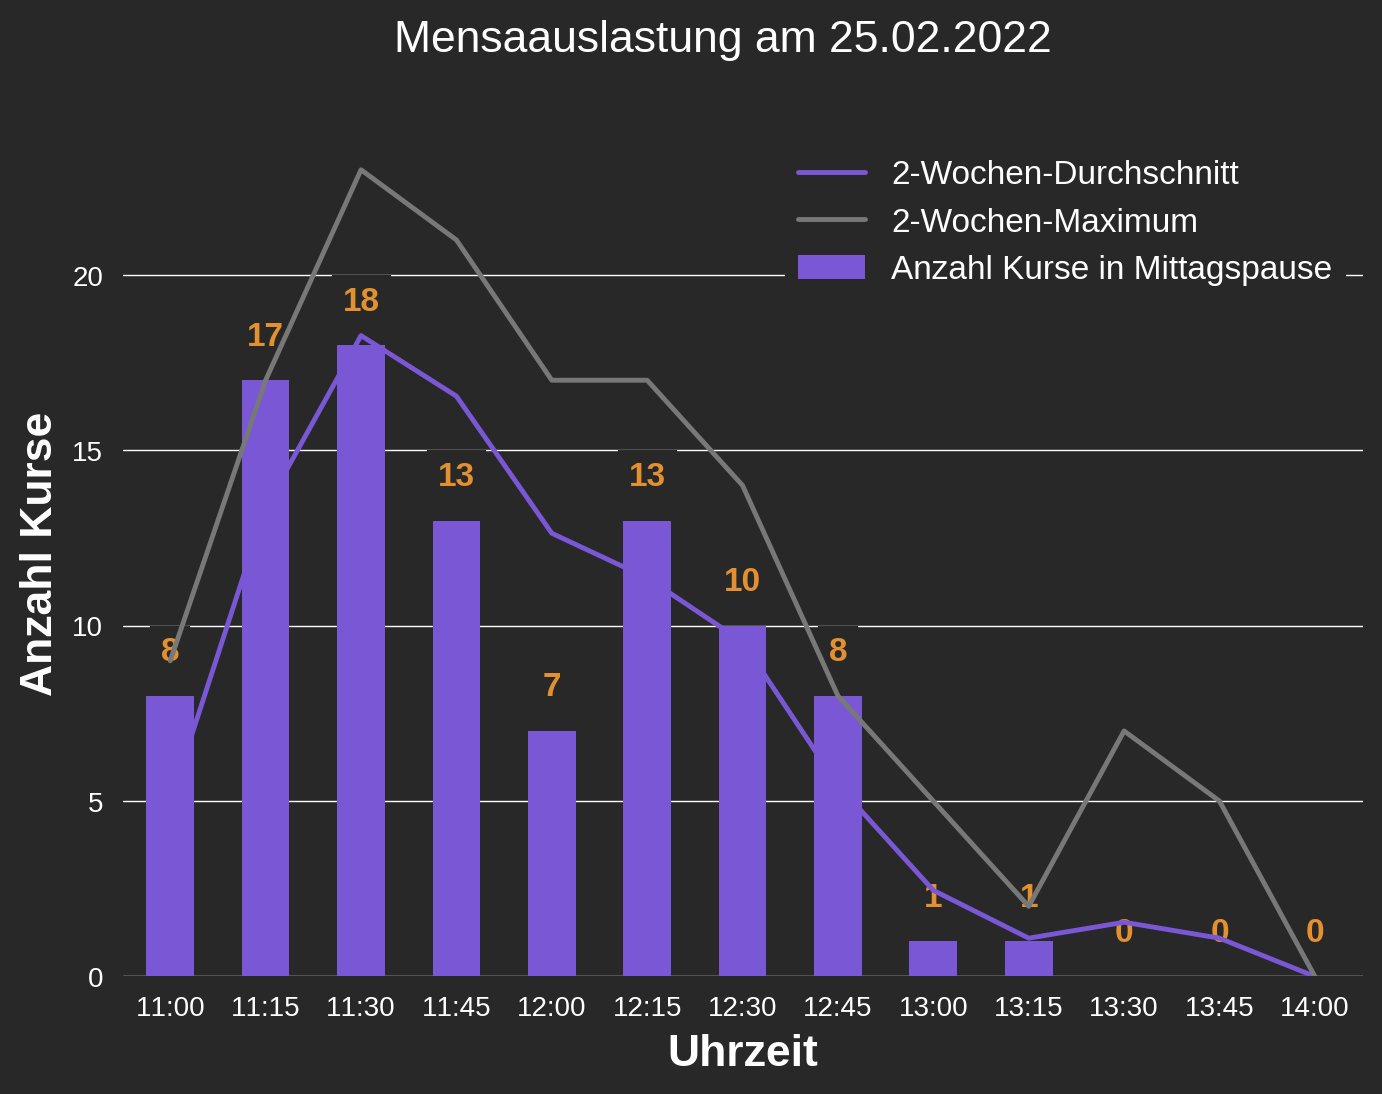 Mensaauslastung am 25.02.2022
2-Wochen-Durchschnitt
2-Wochen-Maximum
Anzahl Kurse in Mittagspause
Anzahl Kurse
20
15
10
5
0
8
17
18
13
7
13
10
8
1
1
0
0
0
11:00 11:15 11:30 11:45 12:00 12:15 12:30 12:45 13:00 13:15 13:30 13:45 14:00
Uhrzeit